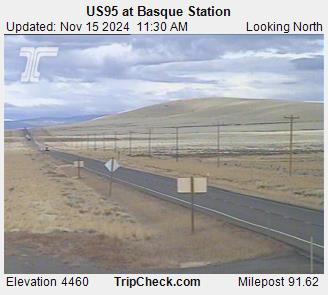 US95 at Basque Station
Updated: Nov 15 2024 11:30 AM Looking North
Elevation 4460 TripCheck.com Milepost 91.62